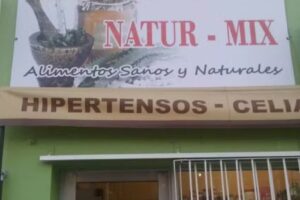 NATUR - MIX
Alimentos Sanos y Naturales
HIPERTENSOS - CELIA